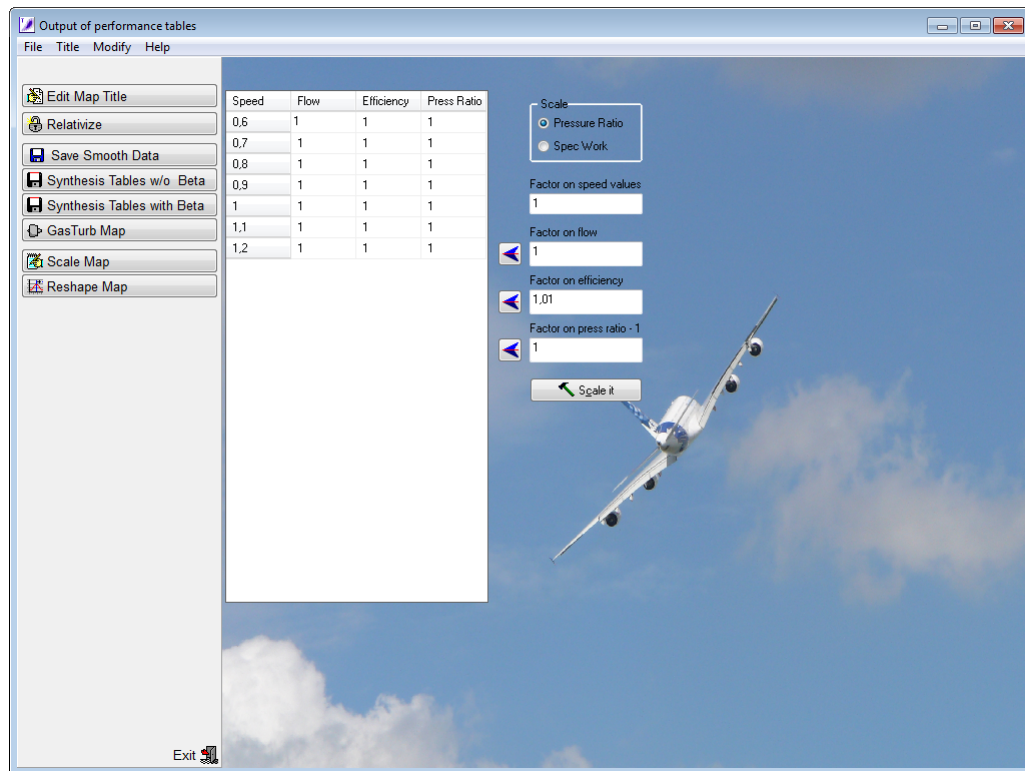 Output of performance tables
File Title Modify Help
Edit Map Title
Relativize
Save Smooth Data
Synthesis Tables w/o Beta
Synthesis Tables with Beta
GasTurb Map
Scale Map
Reshape Map
Exit
Speed Flow Efficiency Press Ratio
0,6 1 1 1
0,7 1 1 1
0,8 1 1 1
0,9 1 1 1
1 1 1 1
1,1 1 1 1
1,2 1 1 1
Scale
Pressure Ratio
Spec Work
Factor on speed values
1
Factor on flow
1
Factor on efficiency
1,01
Factor on press ratio - 1
1
Scale it